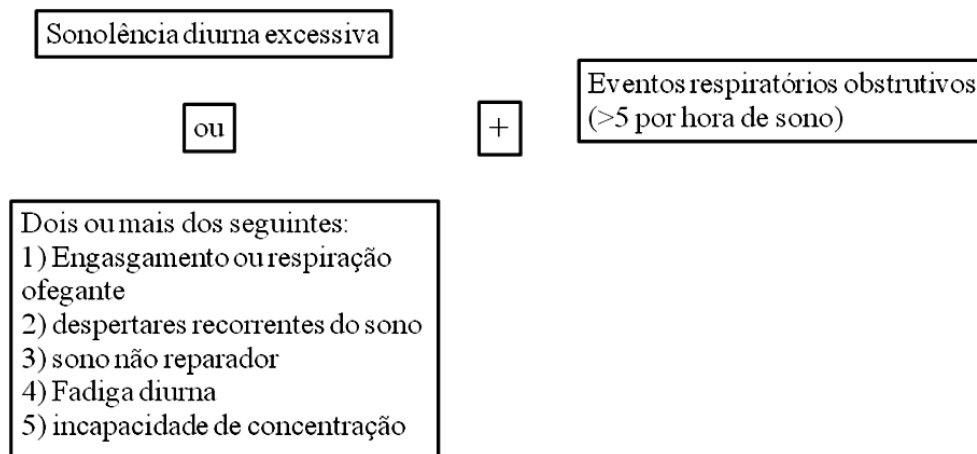 Sonolência diurna excessiva
ou
+
Eventos respiratórios obstrutivos
(>5 por hora de sono)
Dois ou mais dos seguintes:
1) Engasgamento ou respiração
ofegante
2) despertares recorrentes do sono
3) sono não reparador
4) Fadiga diurna
5) incapacidade de concentração